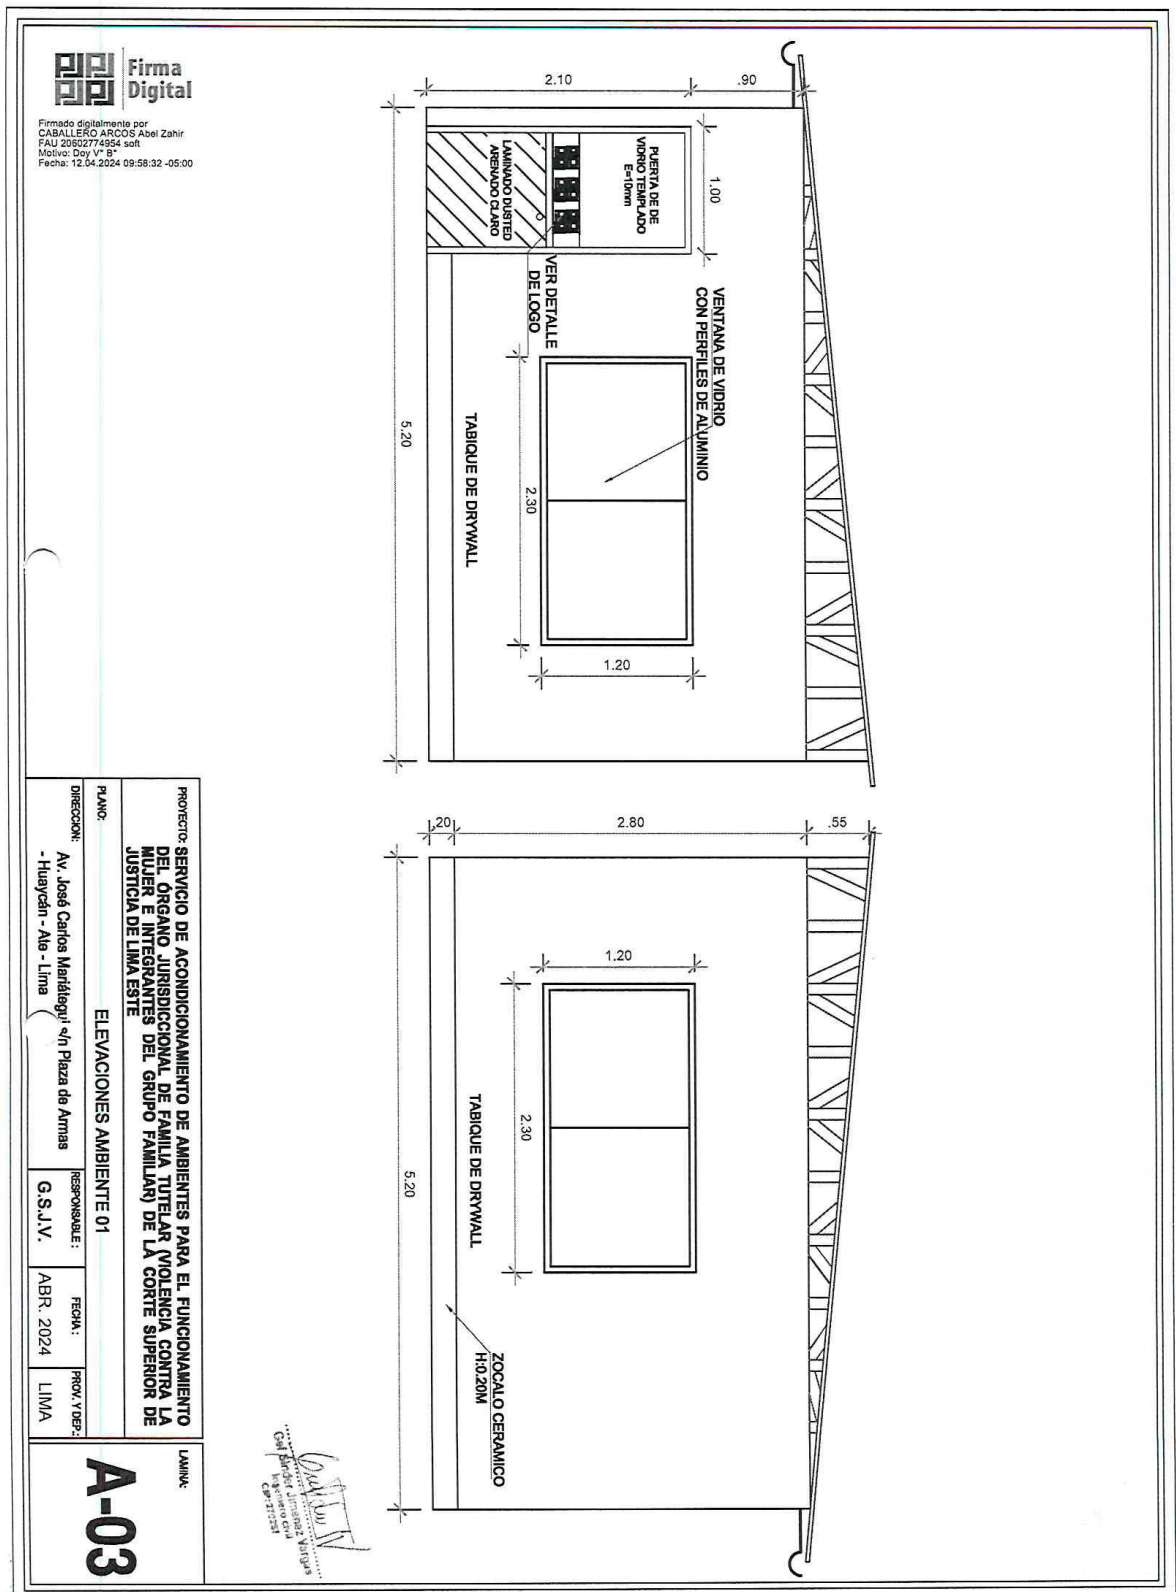 Firma
Digital
Firmado digitalmente por
CABALLERO ARCOS Abel Zahir
FAU 20602774954 soft
Motivo: Doy V° B°
Fecha: 12.04.2024 09:58:32 -05:00
2.10
.90
1.00
PUERTA DE DE
VIDRIO TEMPLADO
E=10mm
LAMINADO DUSTED
ARENADO CLARO
VER DETALLE
DE LOGO
VENTANA DE VIDRIO
CON PERFILES DE ALUMINIO
2.30
1.20
TABIQUE DE DRYWALL
5.20
.20
2.80
.55
1.20
2.30
TABIQUE DE DRYWALL
5.20
ZOCALO CERAMICO
H:0.20M
PROYECTO: SERVICIO DE ACONDICIONAMIENTO DE AMBIENTES PARA EL FUNCIONAMIENTO
DEL ÓRGANO JURISDICCIONAL DE FAMILIA TUTELAR (VIOLENCIA CONTRA LA
MUJER E INTEGRANTES DEL GRUPO FAMILIAR) DE LA CORTE SUPERIOR DE
JUSTICIA DE LIMA ESTE
PLANO:
ELEVACIONES AMBIENTE 01
DIRECCION:
Av. José Carlos Mariátegui s/n Plaza de Armas
- Huaycán - Ate - Lima
RESPONSABLE :
G.S.J.V.
FECHA :
ABR. 2024
PROV. Y DEP.:
LIMA
LAMINA:
A-03
Jimenez Vargas
Ingeniero civil